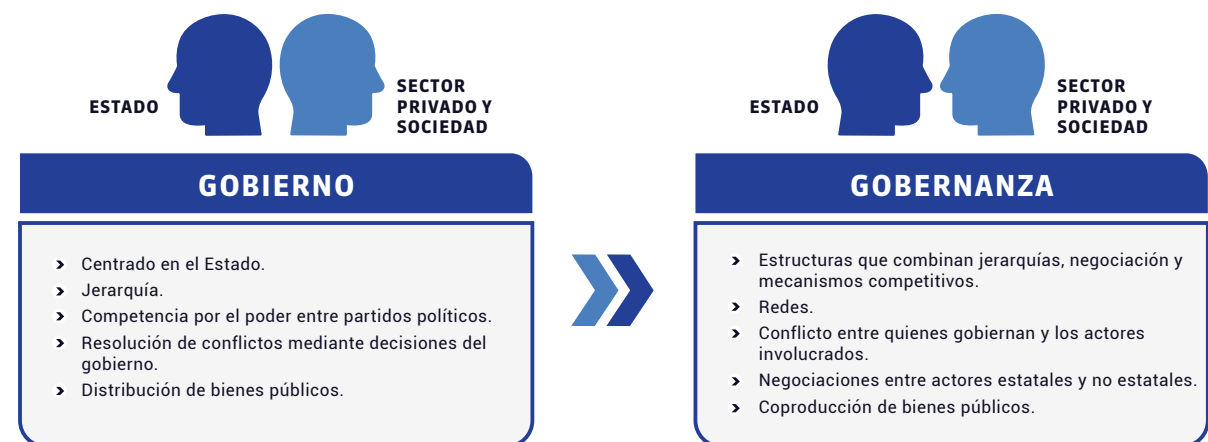 ESTADO
SECTOR
PRIVADO Y
SOCIEDAD
GOBIERNO
> Centrado en el Estado.
> Jerarquía.
> Competencia por el poder entre partidos políticos.
> Resolución de conflictos mediante decisiones del
gobierno.
> Distribución de bienes públicos.
ESTADO
SECTOR
PRIVADO Y
SOCIEDAD
GOBERNANZA
> Estructuras que combinan jerarquías, negociación y
mecanismos competitivos.
> Redes.
> Conflicto entre quienes gobiernan y los actores
involucrados.
> Negociaciones entre actores estatales y no estatales.
> Coproducción de bienes públicos.